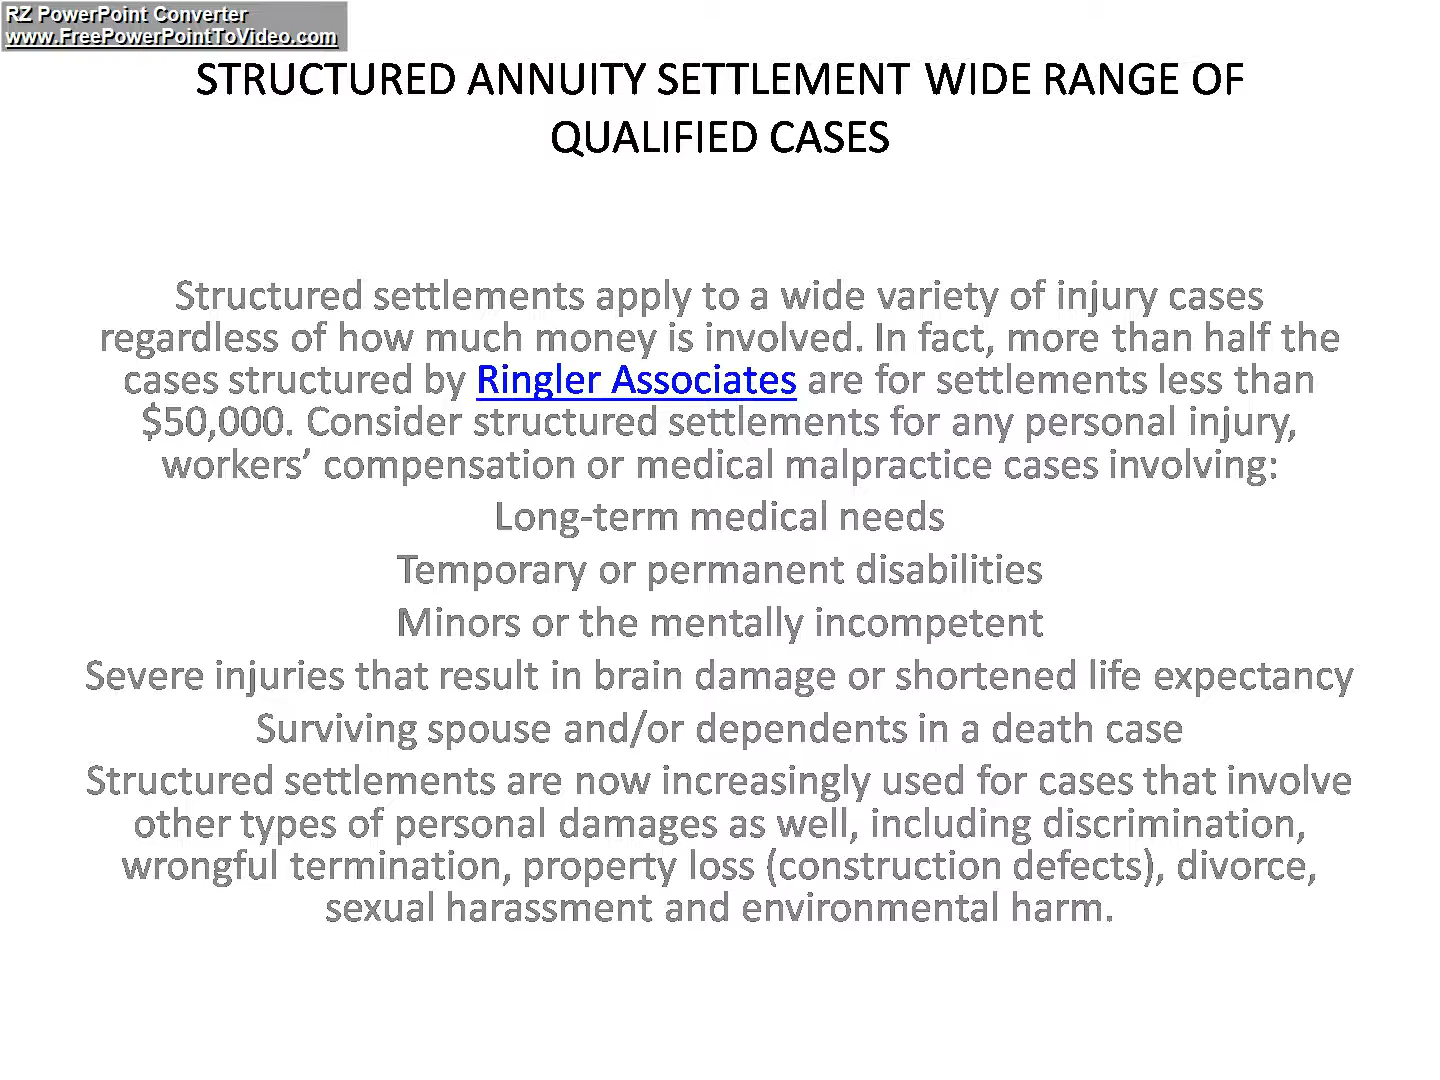 RZ PowerPoint Converter
www.FreePowerPointToVideo.com
STRUCTURED ANNUITY SETTLEMENT WIDE RANGE OF
QUALIFIED CASES
Structured settlements apply to a wide variety of injury cases
regardless of how much money is involved. In fact, more than half the
cases structured by Ringler Associates are for settlements less than
$50,000. Consider structured settlements for any personal injury,
workers’ compensation or medical malpractice cases involving:
Long-term medical needs
Temporary or permanent disabilities
Minors or the mentally incompetent
Severe injuries that result in brain damage or shortened life expectancy
Surviving spouse and/or dependents in a death case
Structured settlements are now increasingly used for cases that involve
other types of personal damages as well, including discrimination,
wrongful termination, property loss (construction defects), divorce,
sexual harassment and environmental harm.